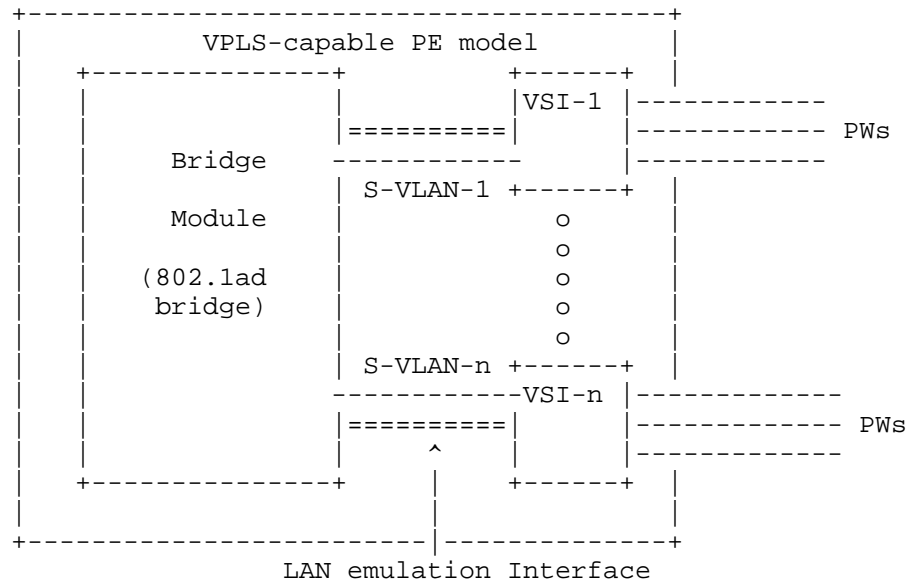 VPLS-capable PE model
VSI-1
PWs
Bridge
S-VLAN-1
Module
o
o
(802.1ad
o
bridge)
o
o
S-VLAN-n
VSI-n
PWs
^
LAN emulation Interface